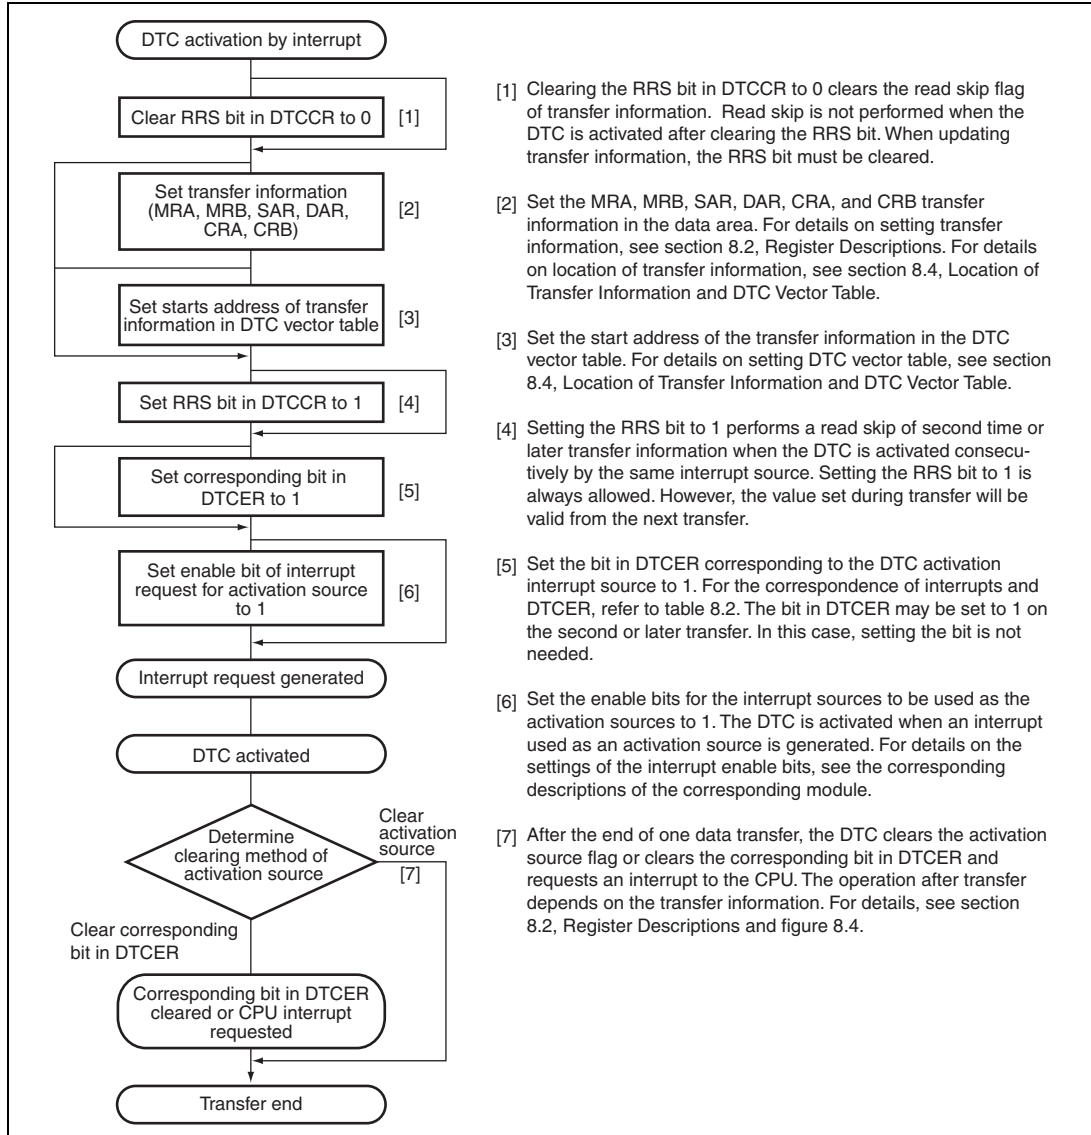 DTC activation by interrupt
Clear RRS bit in DTCCR to 0
[1]
Set transfer information
(MRA, MRB, SAR, DAR,
CRA, CRB)
[2]
Set starts address of transfer
information in DTC vector table
[3]
Set RRS bit in DTCCR to 1
[4]
Set corresponding bit in
DTCER to 1
[5]
Set enable bit of interrupt
request for activation source
to 1
[6]
Interrupt request generated
DTC activated
Determine
clearing method of
activation source
Clear
activation
source
[7]
Clear corresponding
bit in DTCER
Corresponding bit in DTCER
cleared or CPU interrupt
requested
Transfer end
[1] Clearing the RRS bit in DTCCR to 0 clears the read skip flag
of transfer information. Read skip is not performed when the
DTC is activated after clearing the RRS bit. When updating
transfer information, the RRS bit must be cleared.
[2] Set the MRA, MRB, SAR, DAR, CRA, and CRB transfer
information in the data area. For details on setting transfer
information, see section 8.2, Register Descriptions. For details
on location of transfer information, see section 8.4, Location of
Transfer Information and DTC Vector Table.
[3] Set the start address of the transfer information in the DTC
vector table. For details on setting DTC vector table, see section
8.4, Location of Transfer Information and DTC Vector Table.
[4] Setting the RRS bit to 1 performs a read skip of second time or
later transfer information when the DTC is activated consecu-
tively by the same interrupt source. Setting the RRS bit to 1 is
always allowed. However, the value set during transfer will be
valid from the next transfer.
[5] Set the bit in DTCER corresponding to the DTC activation
interrupt source to 1. For the correspondence of interrupts and
DTCER, refer to table 8.2. The bit in DTCER may be set to 1 on
the second or later transfer. In this case, setting the bit is not
needed.
[6] Set the enable bits for the interrupt sources to be used as the
activation sources to 1. The DTC is activated when an interrupt
used as an activation source is generated. For details on the
settings of the interrupt enable bits, see the corresponding
descriptions of the corresponding module.
[7] After the end of one data transfer, the DTC clears the activation
source flag or clears the corresponding bit in DTCER and
requests an interrupt to the CPU. The operation after transfer
depends on the transfer information. For details, see section
8.2, Register Descriptions and figure 8.4.